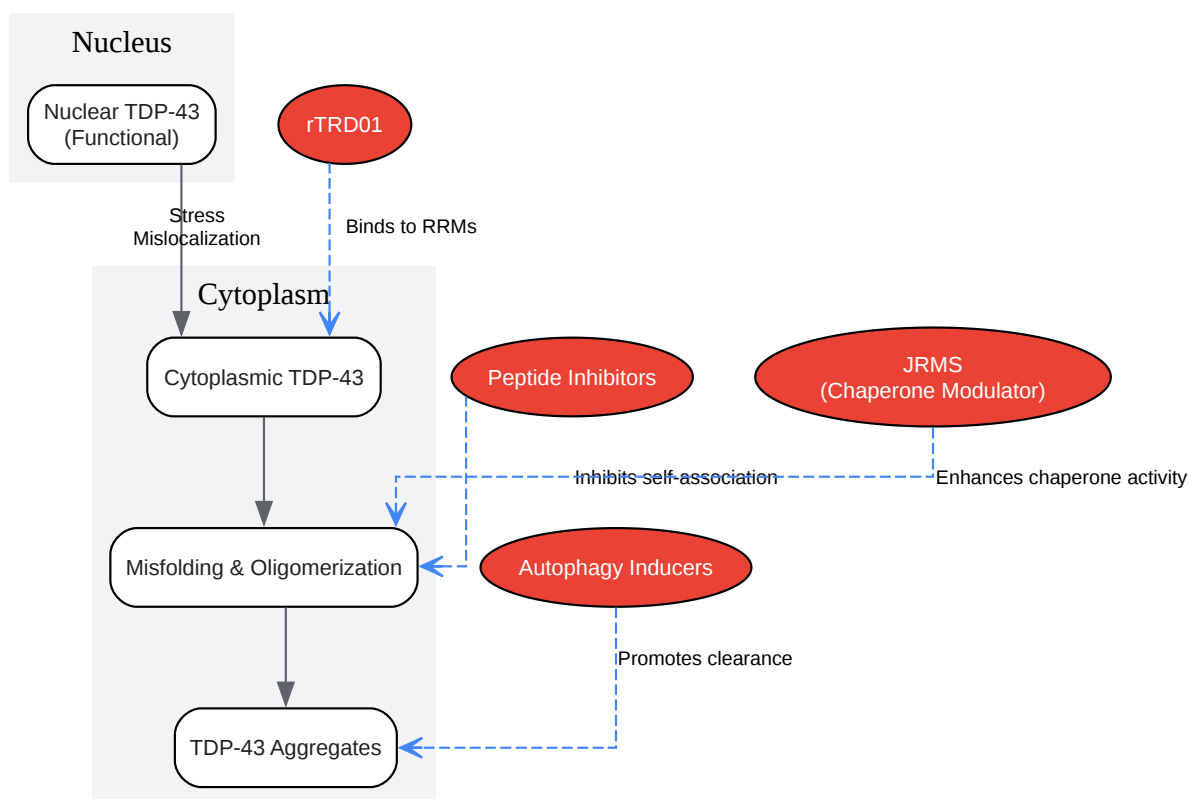 Nucleus
Nuclear TDP-43
(Functional)
rTRD01
Stress
Mislocalization
Binds to RRMs
Cytoplasm
Cytoplasmic TDP-43
Peptide Inhibitors
JRMS
(Chaperone Modulator)
Inhibits self-association
Enhances chaperone activity
Misfolding & Oligomerization
Autophagy Inducers
Promotes clearance
TDP-43 Aggregates